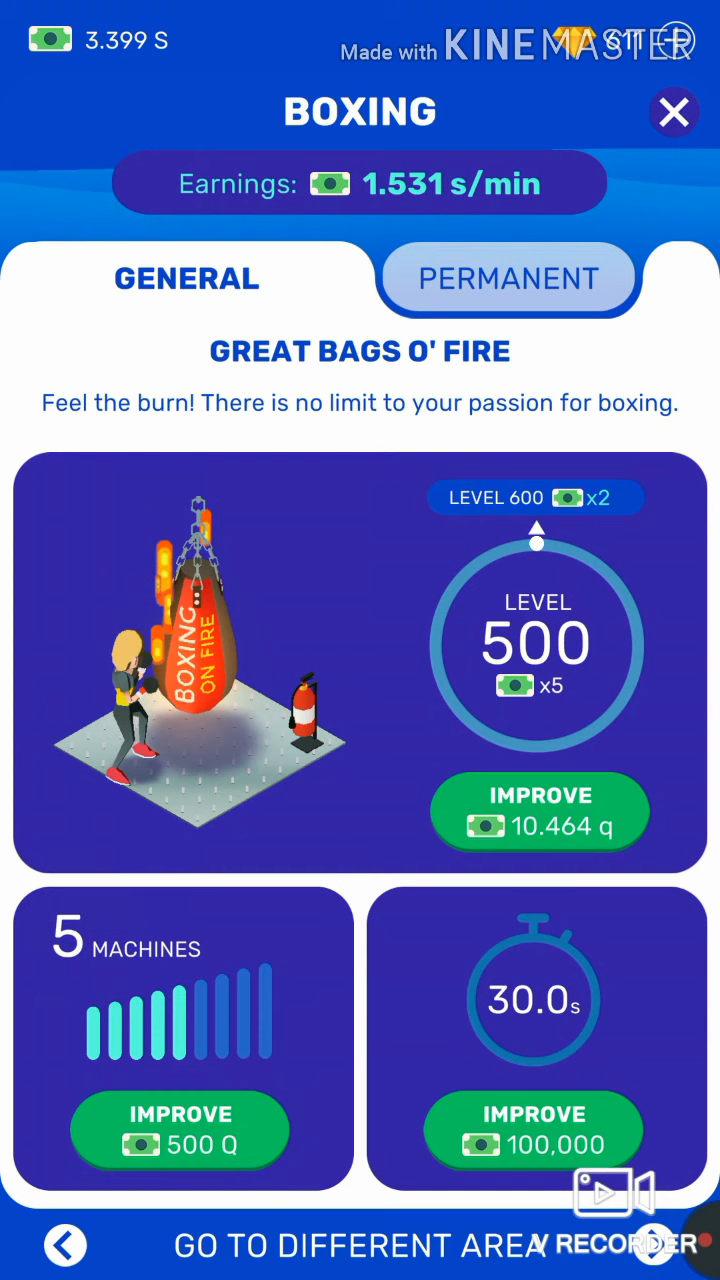 3.399 S
611
Made with KINEMASTER
BOXING
Earnings: 1.531 s/min
GENERAL
PERMANENT
GREAT BAGS O' FIRE
Feel the burn! There is no limit to your passion for boxing.
LEVEL 600 x2
LEVEL
500
x5
BOXING...
ON FIRE
IMPROVE
10.464 q
5 MACHINES
30.0s
IMPROVE
500 Q
IMPROVE
100,000
GO TO DIFFERENT AREA
V RECORDER